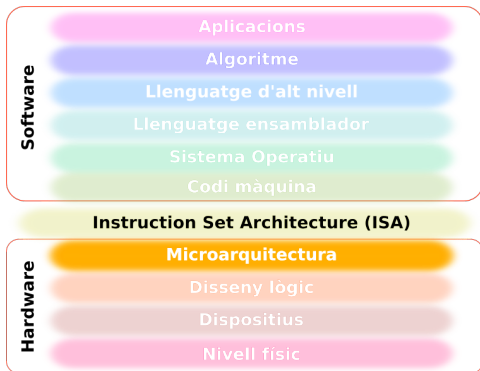 Software
Aplicacions
Algoritme
Llenguatge d'alt nivell
Llenguatge ensamblador
Sistema Operatiu
Codi màquina
Instruction Set Architecture (ISA)
Hardware
Microarquitectura
Disseny lògic
Dispositius
Nivell físic